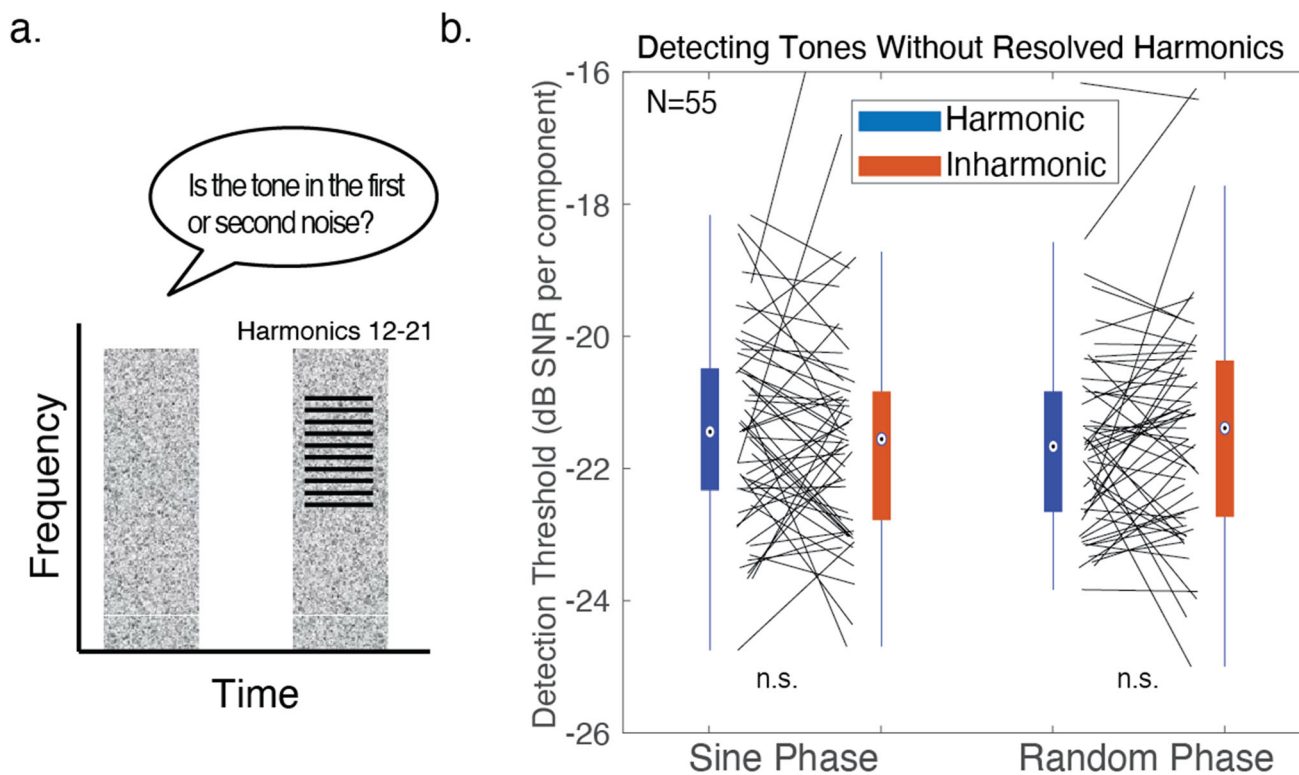 a.
Is the tone in the first
or second noise?
Harmonics 12-21
Frequency
Time
b.
Detecting Tones Without Resolved Harmonics
N=55
Harmonic
Inharmonic
Detection Threshold (dB SNR per component)
-16
-18
-20
-22
-24
-26
n.s.
n.s.
Sine Phase
Random Phase